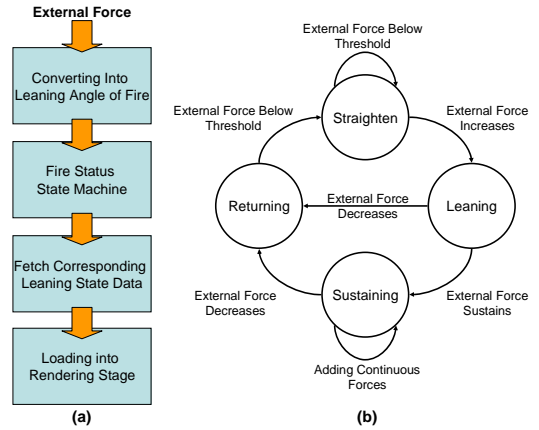 External Force
Converting Into
Leaning Angle of Fire
Fire Status
State Machine
Fetch Corresponding
Leaning State Data
Loading into
Rendering Stage
(a)
External Force Below
Threshold
Straighten
External Force Below
Threshold
External Force
Increases
Returning
External Force
Decreases
Leaning
Sustaining
External Force
Decreases
External Force
Sustains
Adding Continuous
Forces
(b)